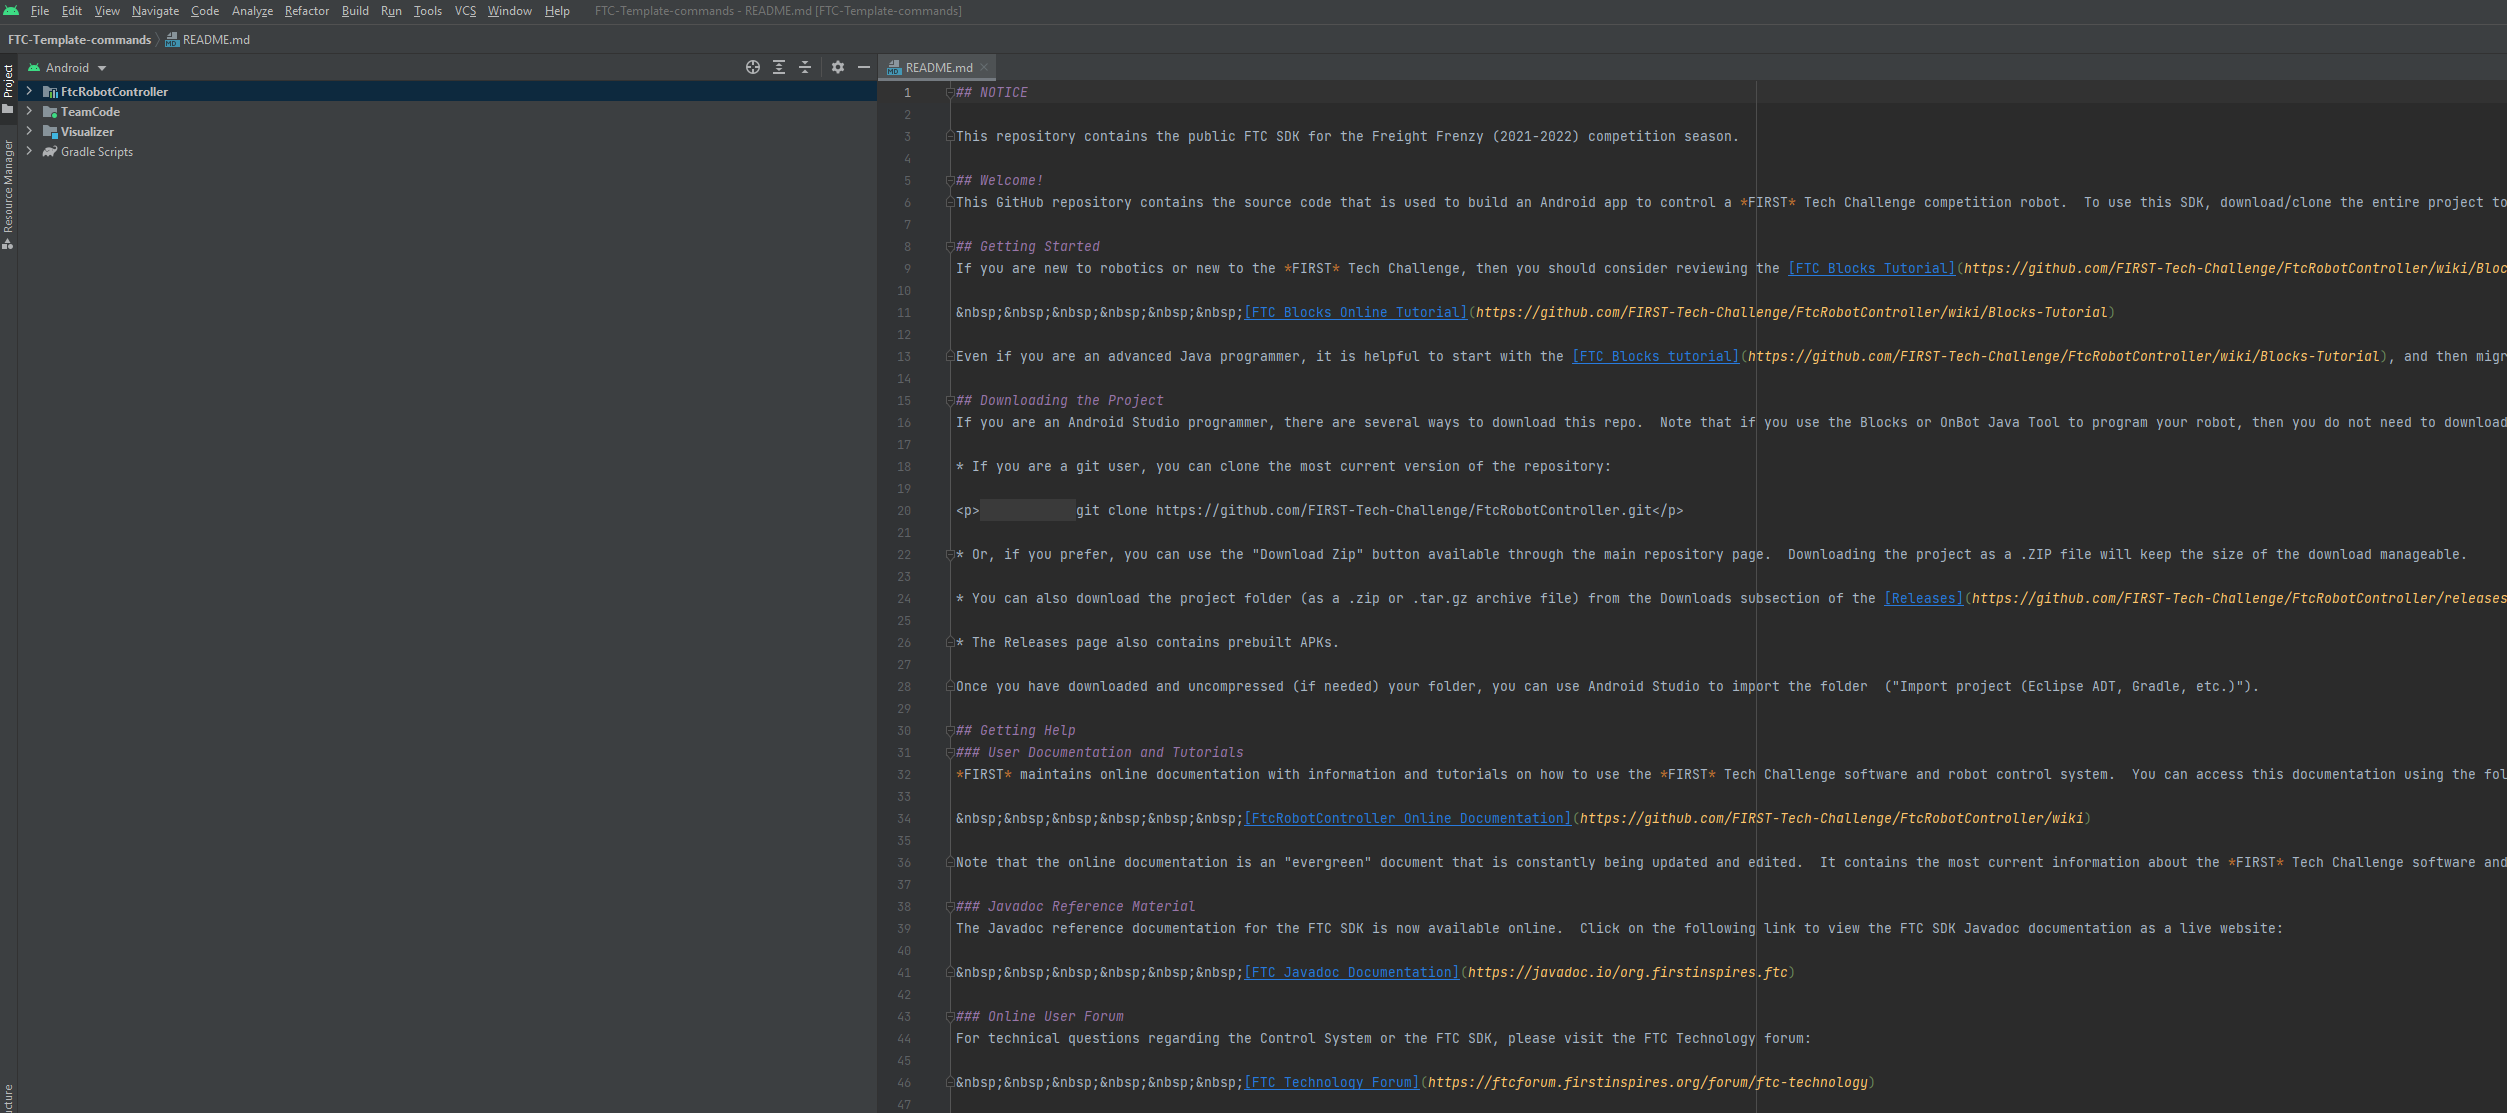 File Edit View Navigate Code Analyze Refactor Build Run Tools VCS Window Help FTC-Template-commands - README.md [FTC-Template-commands]
FTC-Template-commands README.md
Project
Resource Manager
Android
FtcRobotController
TeamCode
Visualizer
Gradle Scripts
README.md
1 ## NOTICE
2
3 This repository contains the public FTC SDK for the Freight Frenzy (2021-2022) competition season.
4
5 ## Welcome!
6 This GitHub repository contains the source code that is used to build an Android app to control a *FIRST* Tech Challenge competition robot.  To use this SDK, download/clone the entire project to
7
8 ## Getting Started
9 If you are new to robotics or new to the *FIRST* Tech Challenge, then you should consider reviewing the [FTC Blocks Tutorial](https://github.com/FIRST-Tech-Challenge/FtcRobotController/wiki/Bloc
10
11 &nbsp;&nbsp;&nbsp;&nbsp;&nbsp;&nbsp;[FTC Blocks Online Tutorial](https://github.com/FIRST-Tech-Challenge/FtcRobotController/wiki/Blocks-Tutorial)
12
13 Even if you are an advanced Java programmer, it is helpful to start with the [FTC Blocks tutorial](https://github.com/FIRST-Tech-Challenge/FtcRobotController/wiki/Blocks-Tutorial), and then migr
14
15 ## Downloading the Project
16 If you are an Android Studio programmer, there are several ways to download this repo.  Note that if you use the Blocks or OnBot Java Tool to program your robot, then you do not need to download
17
18 * If you are a git user, you can clone the most current version of the repository:
19
20 <p>            git clone https://github.com/FIRST-Tech-Challenge/FtcRobotController.git</p>
21
22 * Or, if you prefer, you can use the "Download Zip" button available through the main repository page.  Downloading the project as a .ZIP file will keep the size of the download manageable.
23
24 * You can also download the project folder (as a .zip or .tar.gz archive file) from the Downloads subsection of the [Releases](https://github.com/FIRST-Tech-Challenge/FtcRobotController/releases
25
26 * The Releases page also contains prebuilt APKs.
27
28 Once you have downloaded and uncompressed (if needed) your folder, you can use Android Studio to import the folder  ("Import project (Eclipse ADT, Gradle, etc.)").
29
30 ## Getting Help
31 ### User Documentation and Tutorials
32 *FIRST* maintains online documentation with information and tutorials on how to use the *FIRST* Tech Challenge software and robot control system.  You can access this documentation using the fol
33
34 &nbsp;&nbsp;&nbsp;&nbsp;&nbsp;&nbsp;[FtcRobotController Online Documentation](https://github.com/FIRST-Tech-Challenge/FtcRobotController/wiki)
35
36 Note that the online documentation is an "evergreen" document that is constantly being updated and edited.  It contains the most current information about the *FIRST* Tech Challenge software and
37
38 ### Javadoc Reference Material
39 The Javadoc reference documentation for the FTC SDK is now available online.  Click on the following link to view the FTC SDK Javadoc documentation as a live website:
40
41 &nbsp;&nbsp;&nbsp;&nbsp;&nbsp;&nbsp;[FTC Javadoc Documentation](https://javadoc.io/org.firstinspires.ftc)
42
43 ### Online User Forum
44 For technical questions regarding the Control System or the FTC SDK, please visit the FTC Technology forum:
45
46 &nbsp;&nbsp;&nbsp;&nbsp;&nbsp;&nbsp;[FTC Technology Forum](https://ftcforum.firstinspires.org/forum/ftc-technology)
47
ucture